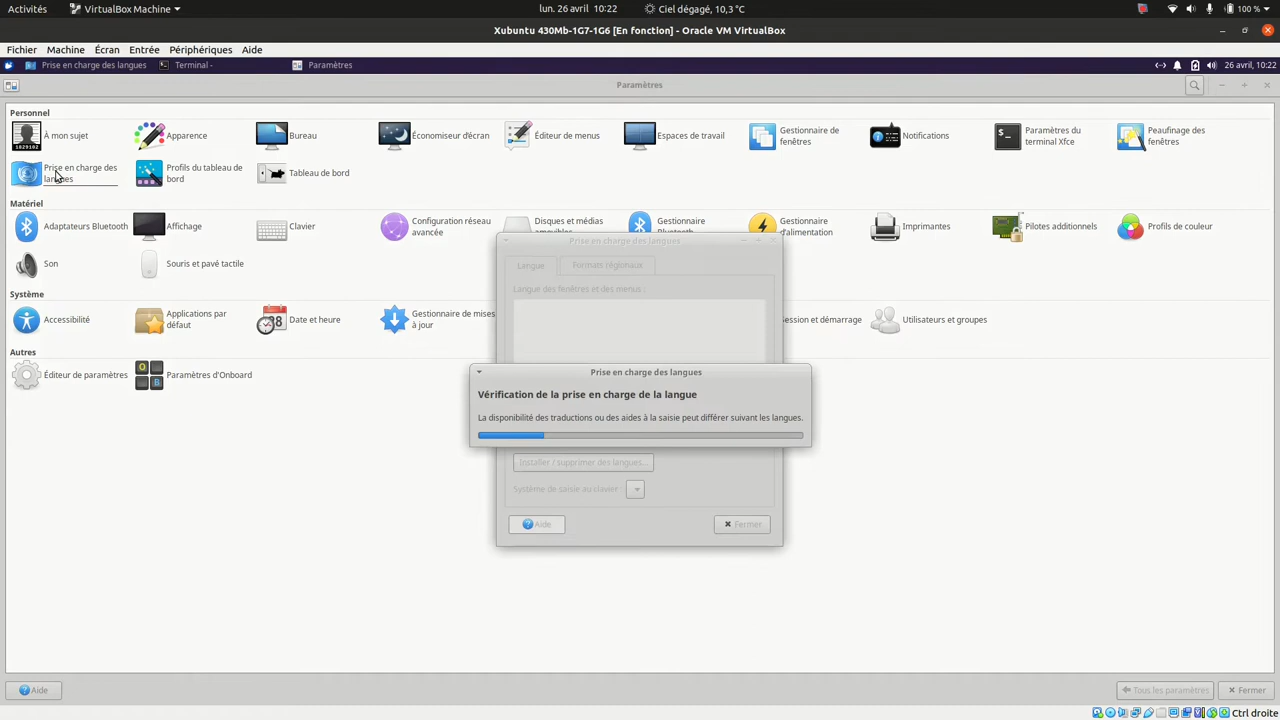 Activités
VirtualBox Machine
lun. 26 avril 10:22
Ciel dégagé, 10,3 °C
100 %
Xubuntu 430Mb-1G7-1G6 [En fonction] - Oracle VM VirtualBox
Fichier Machine Écran Entrée Périphériques Aide
Prise en charge des langues
Terminal -
Paramètres
26 avril, 10:22
Paramètres
Personnel
À mon sujet
Apparence
Bureau
Économiseur d'écran
Éditeur de menus
Espaces de travail
Gestionnaire de
fenêtres
Notifications
Paramètres du
terminal Xfce
Peaufinage des
fenêtres
Prise en charge des
langues
Profils du tableau de
bord
Tableau de bord
Matériel
Adaptateurs Bluetooth
Affichage
Clavier
Configuration réseau
avancée
Disques et médias
amovibles
Gestionnaire
Bluetooth
Gestionnaire
d'alimentation
Imprimantes
Pilotes additionnels
Profils de couleur
Son
Souris et pavé tactile
Système
Accessibilité
Applications par
défaut
Date et heure
Gestionnaire de mises
à jour
Session et démarrage
Utilisateurs et groupes
Autres
Éditeur de paramètres
Paramètres d'Onboard
Prise en charge des langues
Langue
Formats régionaux
Langue des fenêtres et des menus :
Prise en charge des langues
Vérification de la prise en charge de la langue
La disponibilité des traductions ou des aides à la saisie peut différer suivant les langues.
Installer / supprimer des langues...
Système de saisie au clavier :
Aide
Fermer
Aide
Tous les paramètres
Fermer
Ctrl droite